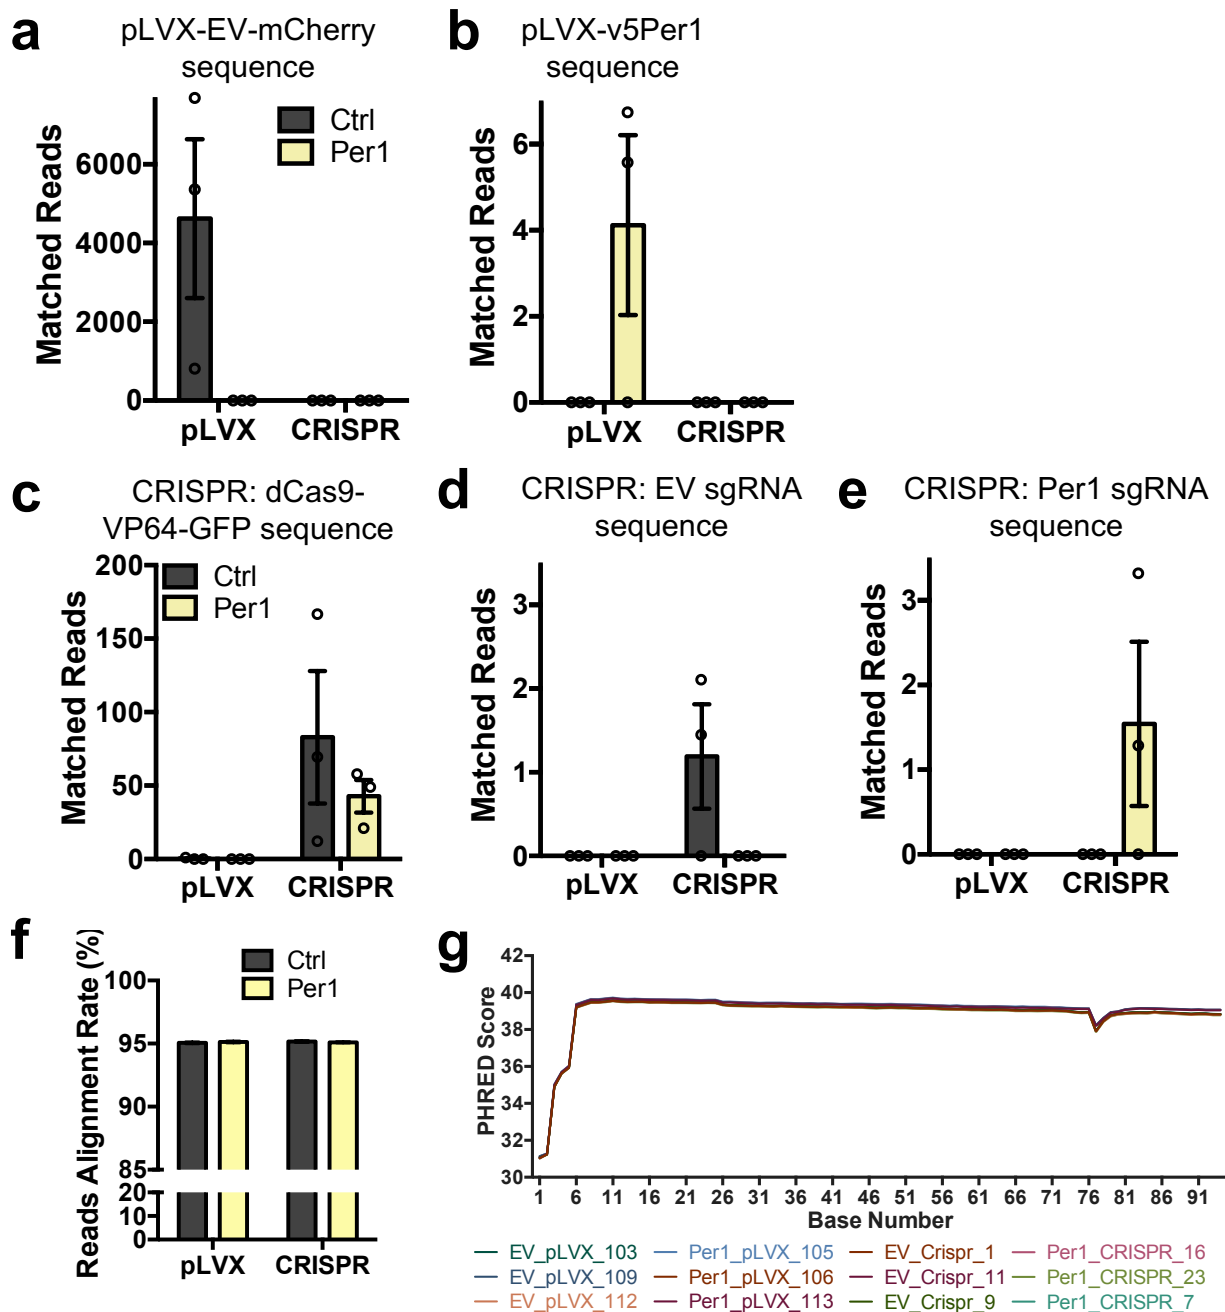 a
pLVX-EV-mCherry
sequence
Matched Reads
6000
4000
2000
0
Ctrl
Per1
pLVX
CRISPR
b
pLVX-v5Per1
sequence
Matched Reads
6
4
2
0
pLVX
CRISPR
c
CRISPR: dCas9-
VP64-GFP sequence
Matched Reads
200
150
100
50
0
Ctrl
Per1
pLVX
CRISPR
d
CRISPR: EV sgRNA
sequence
Matched Reads
3
2
1
0
pLVX
CRISPR
e
CRISPR: Per1 sgRNA
sequence
Matched Reads
3
2
1
0
pLVX
CRISPR
f
Reads Alignment Rate (%)
100
95
90
85
20
10
0
Ctrl
Per1
pLVX
CRISPR
g
PHRED Score
42
40
38
36
34
32
30
1 6 11 16 21 26 31 36 41 46 51 56 61 66 71 76 81 86 91
Base Number
EV_pLVX_103 Per1_pLVX_105 EV_Crispr_1 Per1_CRISPR_16
EV_pLVX_109 Per1_pLVX_106 EV_Crispr_11 Per1_CRISPR_23
EV_pLVX_112 Per1_pLVX_113 EV_Crispr_9 Per1_CRISPR_7